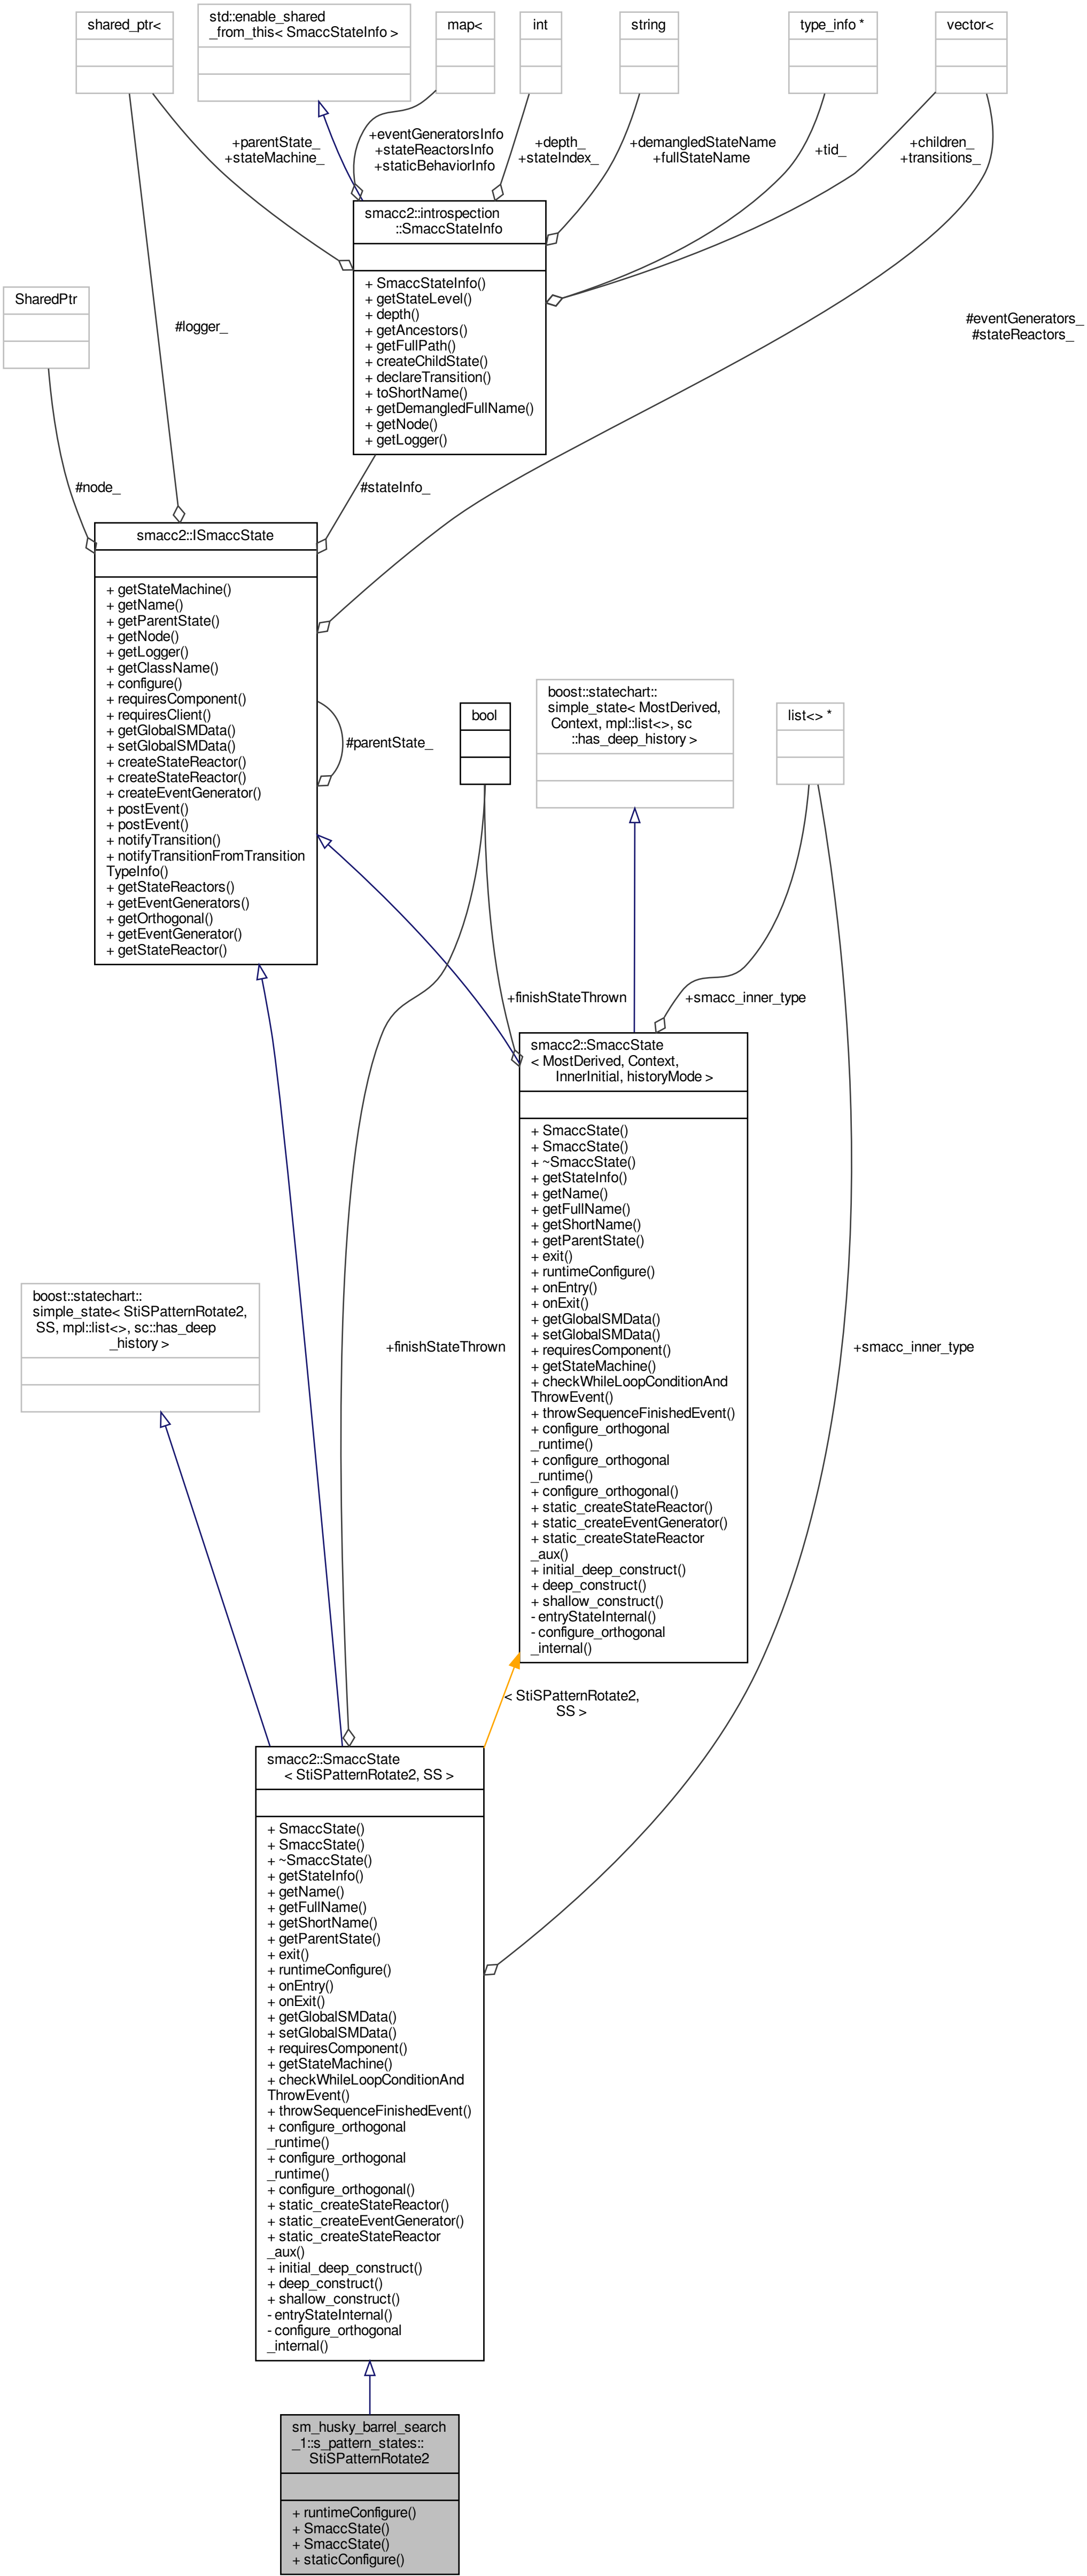 shared_ptr<
std::enable_shared
_from_this< SmaccStateInfo >
map<
int
string
type_info *
vector<
+parentState_
+stateMachine_
+eventGeneratorsInfo
+stateReactorsInfo
+staticBehaviorInfo
+depth_
+stateIndex_
+demangledStateName
+fullStateName
+tid_
+children_
+transitions_
smacc2::introspection
::SmaccStateInfo
+ SmaccStateInfo()
+ getStateLevel()
+ depth()
+ getAncestors()
+ getFullPath()
+ createChildState()
+ declareTransition()
+ toShortName()
+ getDemangledFullName()
+ getNode()
+ getLogger()
SharedPtr
#logger_
#eventGenerators_
#stateReactors_
#node_
#stateInfo_
smacc2::ISmaccState
+ getStateMachine()
+ getName()
+ getParentState()
+ getNode()
+ getLogger()
+ getClassName()
+ configure()
+ requiresComponent()
+ requiresClient()
+ getGlobalSMData()
+ setGlobalSMData()
+ createStateReactor()
+ createStateReactor()
+ createEventGenerator()
+ postEvent()
+ postEvent()
+ notifyTransition()
+ notifyTransitionFromTransition
TypeInfo()
+ getStateReactors()
+ getEventGenerators()
+ getOrthogonal()
+ getEventGenerator()
+ getStateReactor()
#parentState_
bool
boost::statechart::
simple_state< MostDerived,
Context, mpl::list<>, sc
::has_deep_history >
list<> *
+finishStateThrown
+smacc_inner_type
smacc2::SmaccState
< MostDerived, Context,
InnerInitial, historyMode >
+ SmaccState()
+ SmaccState()
+ ~SmaccState()
+ getStateInfo()
+ getName()
+ getFullName()
+ getShortName()
+ getParentState()
+ exit()
+ runtimeConfigure()
+ onEntry()
+ onExit()
+ getGlobalSMData()
+ setGlobalSMData()
+ requiresComponent()
+ getStateMachine()
+ checkWhileLoopConditionAnd
ThrowEvent()
+ throwSequenceFinishedEvent()
+ configure_orthogonal
_runtime()
+ configure_orthogonal
_runtime()
+ configure_orthogonal()
+ static_createStateReactor()
+ static_createEventGenerator()
+ static_createStateReactor
_aux()
+ initial_deep_construct()
+ deep_construct()
+ shallow_construct()
- entryStateInternal()
- configure_orthogonal
_internal()
boost::statechart::
simple_state< StiSPatternRotate2,
SS, mpl::list<>, sc::has_deep
_history >
+finishStateThrown
+smacc_inner_type
< StiSPatternRotate2,
SS >
smacc2::SmaccState
< StiSPatternRotate2, SS >
+ SmaccState()
+ SmaccState()
+ ~SmaccState()
+ getStateInfo()
+ getName()
+ getFullName()
+ getShortName()
+ getParentState()
+ exit()
+ runtimeConfigure()
+ onEntry()
+ onExit()
+ getGlobalSMData()
+ setGlobalSMData()
+ requiresComponent()
+ getStateMachine()
+ checkWhileLoopConditionAnd
ThrowEvent()
+ throwSequenceFinishedEvent()
+ configure_orthogonal
_runtime()
+ configure_orthogonal
_runtime()
+ configure_orthogonal()
+ static_createStateReactor()
+ static_createEventGenerator()
+ static_createStateReactor
_aux()
+ initial_deep_construct()
+ deep_construct()
+ shallow_construct()
- entryStateInternal()
- configure_orthogonal
_internal()
sm_husky_barrel_search
_1::s_pattern_states::
StiSPatternRotate2
+ runtimeConfigure()
+ SmaccState()
+ SmaccState()
+ staticConfigure()